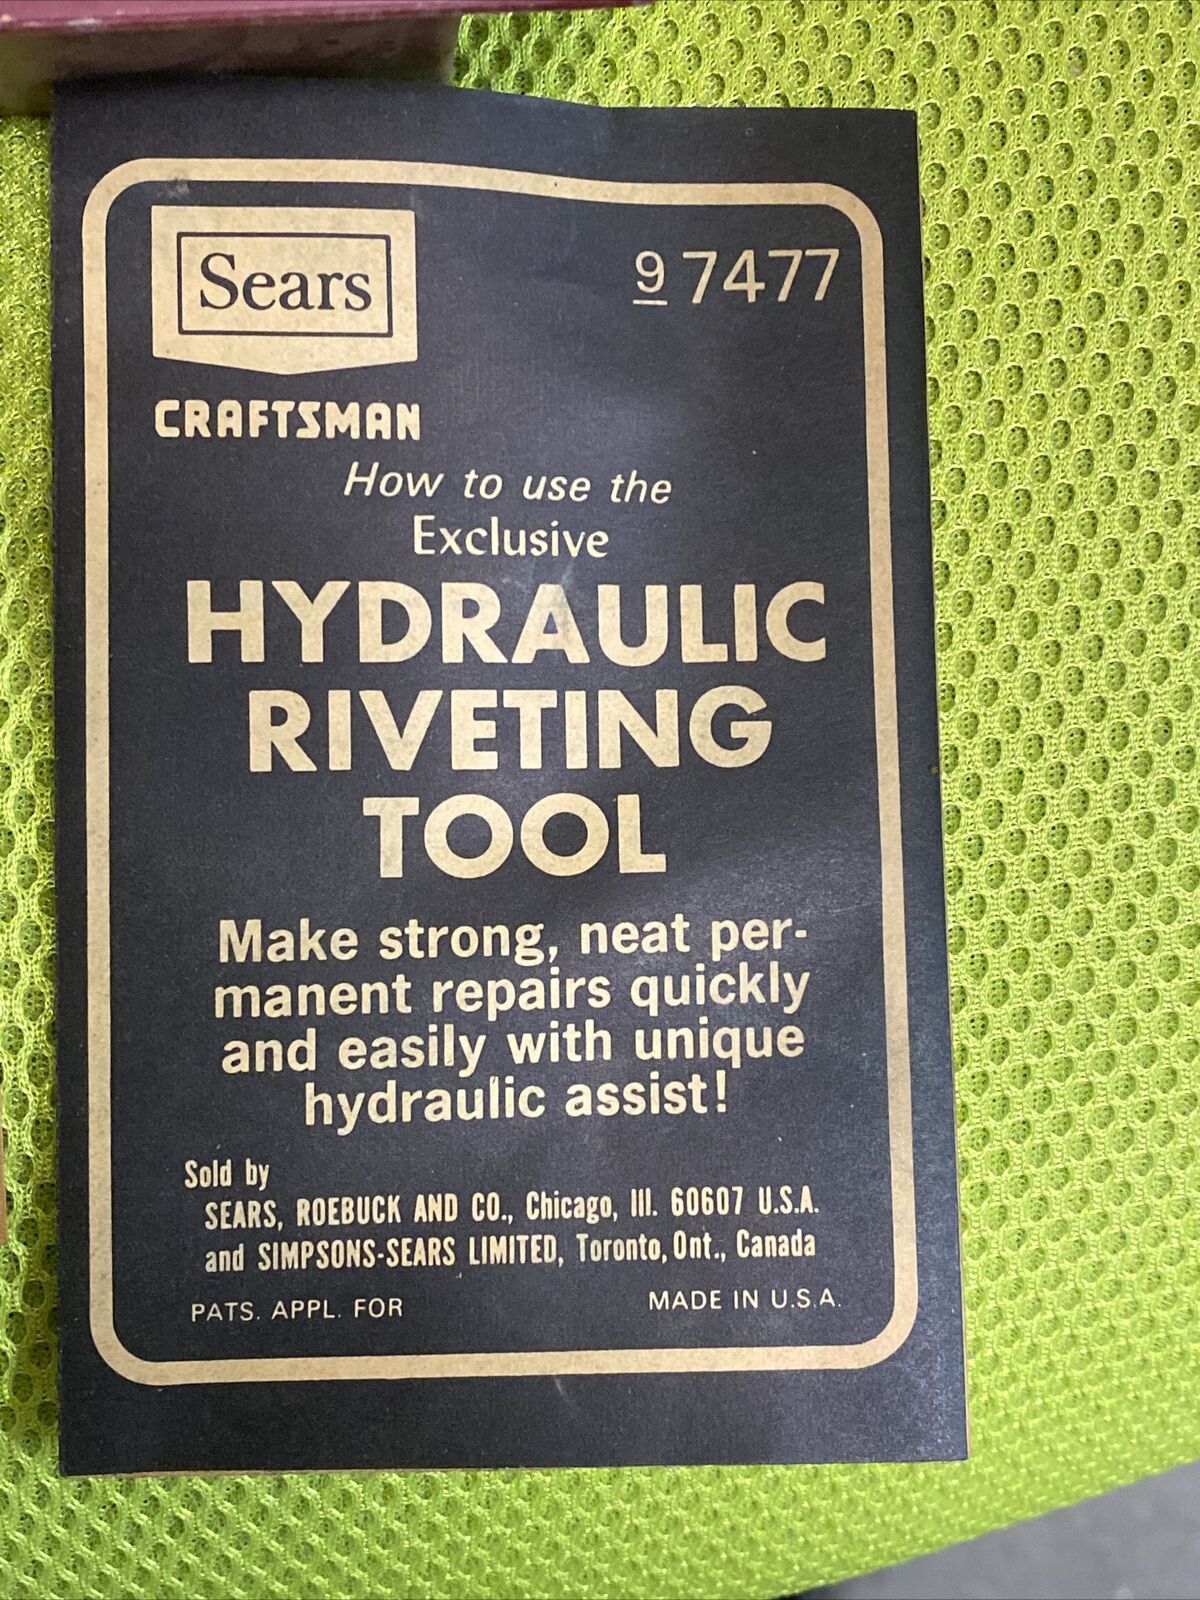 Sears
9 7477
CRAFTSMAN
How to use the
Exclusive
HYDRAULIC
RIVETING
TOOL
Make strong, neat per-
manent repairs quickly
and easily with unique
hydraulic assist!
Sold by
SEARS, ROEBUCK AND CO., Chicago, Ill. 60607 U.S.A.
and SIMPSONS-SEARS LIMITED, Toronto, Ont., Canada
PATS. APPL. FOR
MADE IN U.S.A.